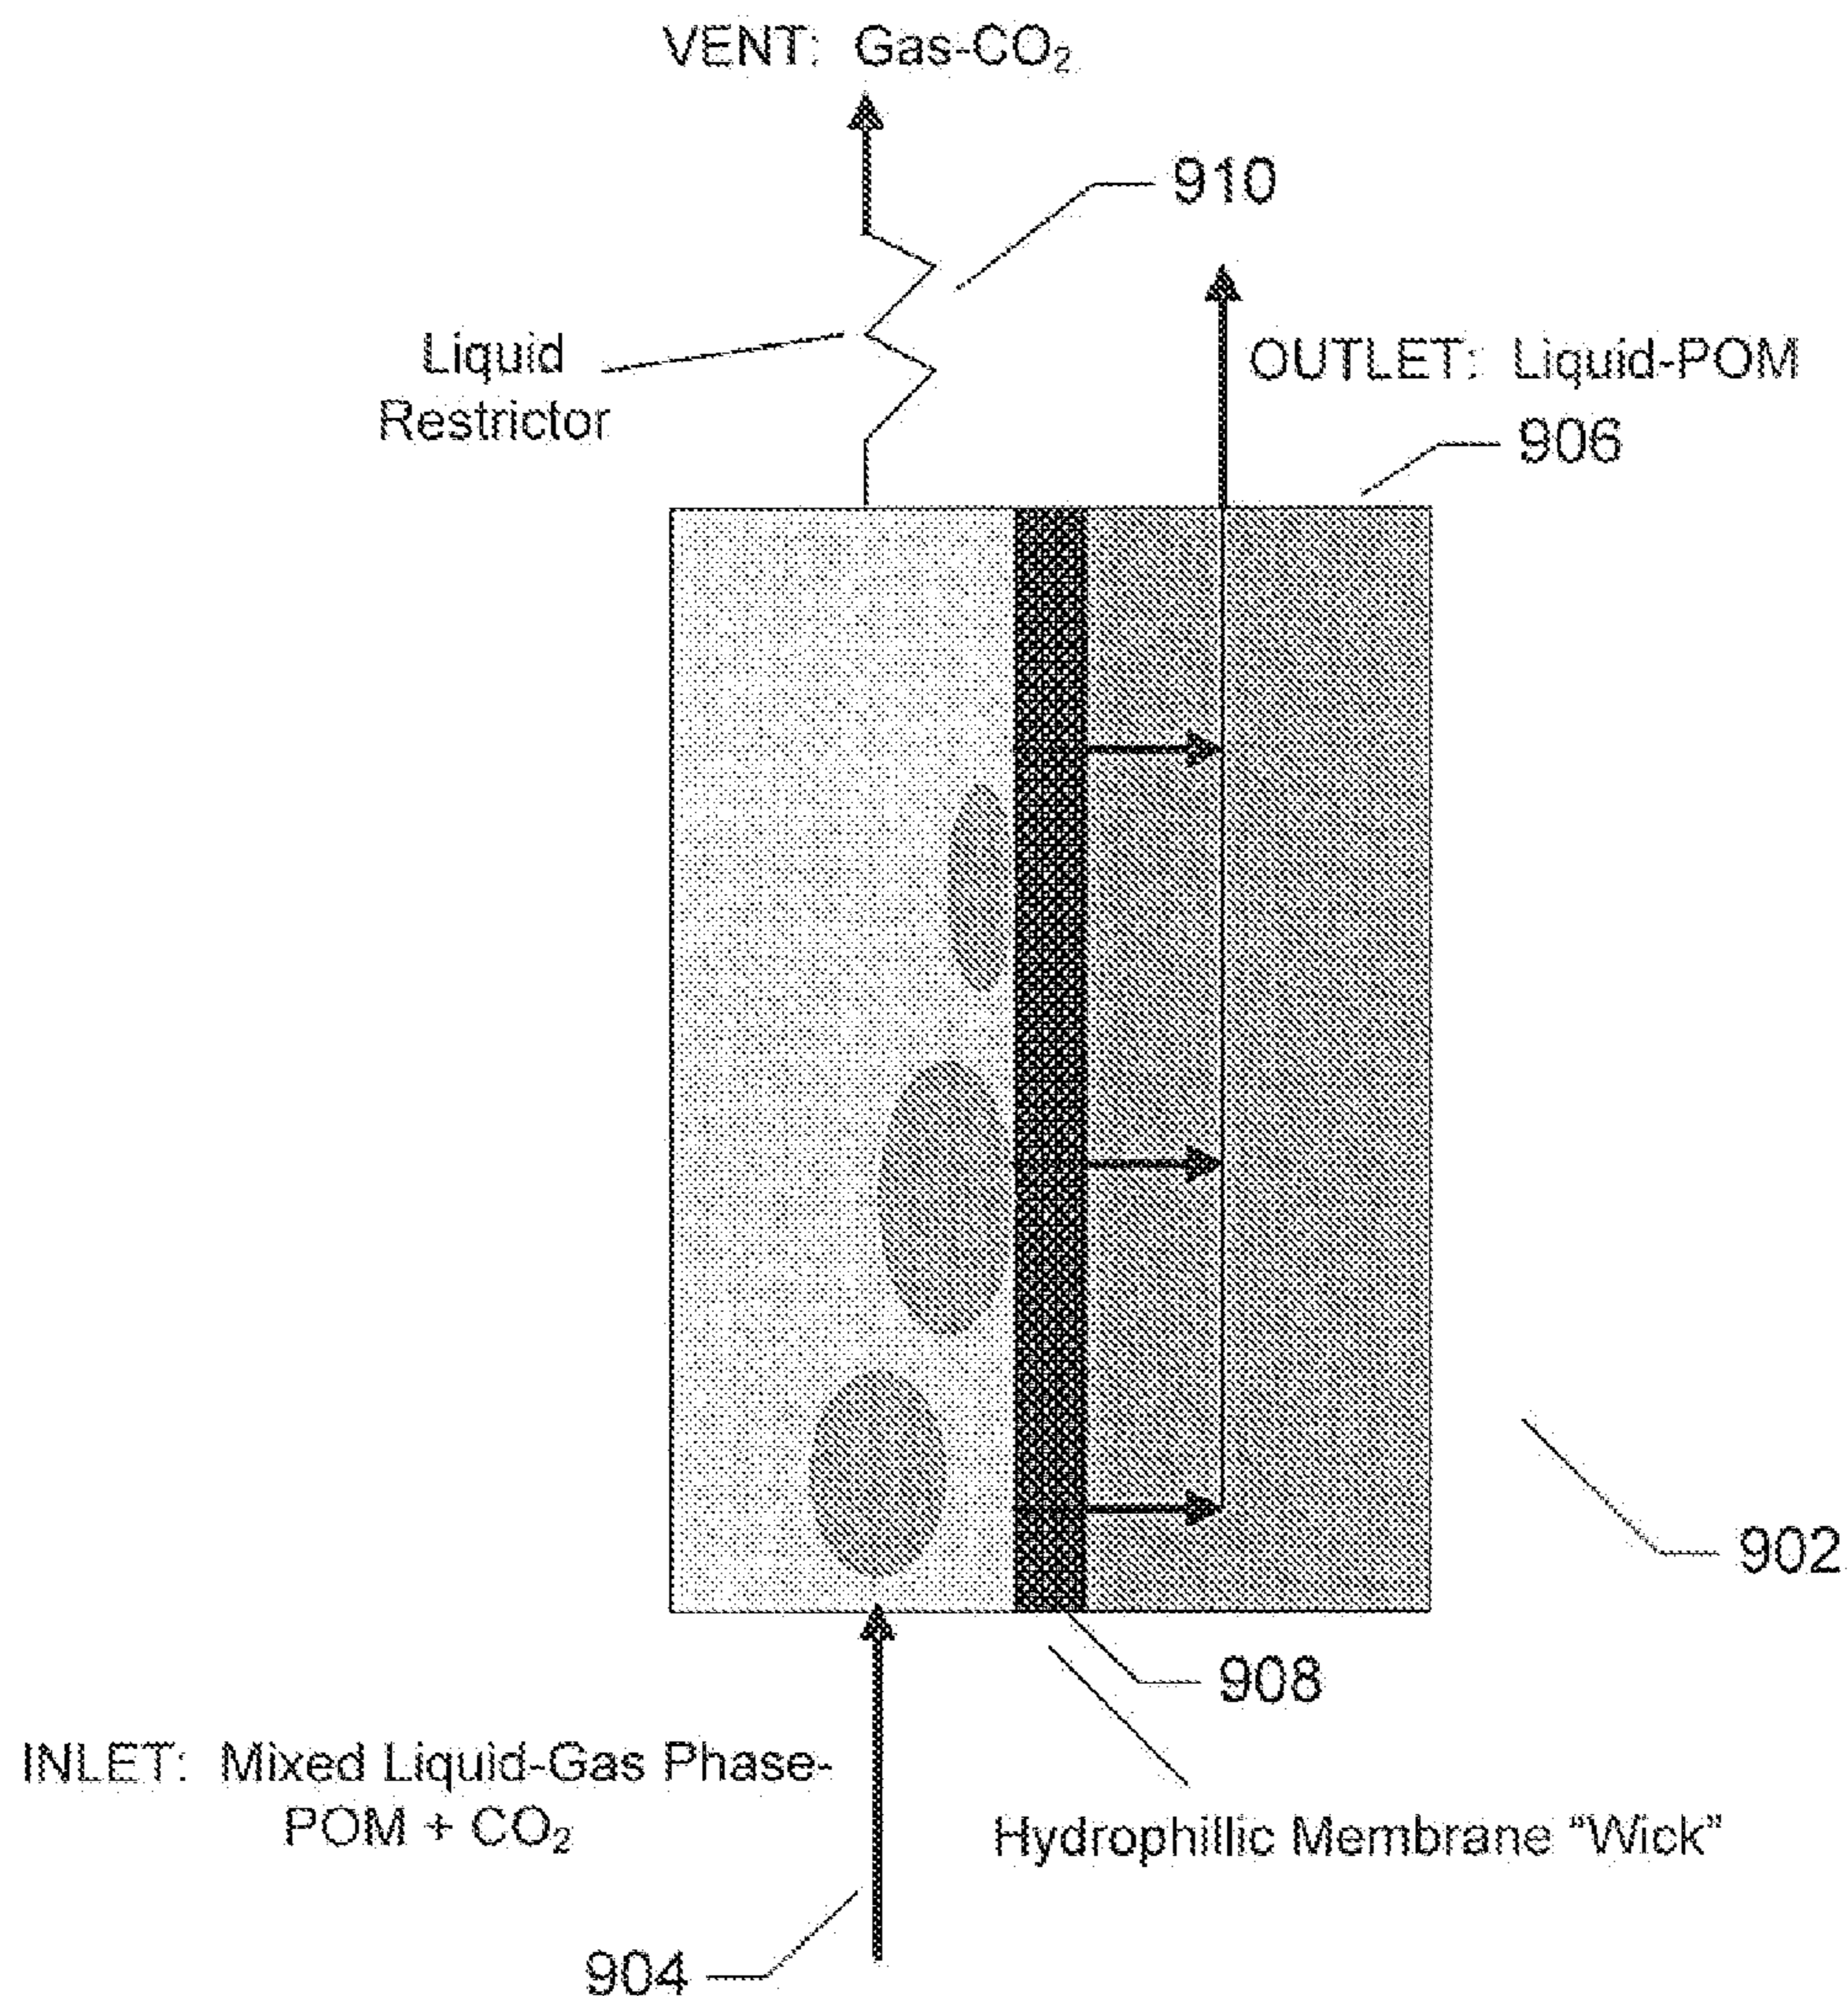 VENT: Gas-CO₂
910
Liquid
Restrictor
OUTLET: Liquid-POM
906
902
908
INLET: Mixed Liquid-Gas Phase-
POM + CO₂
Hydrophillic Membrane “Wick”
904